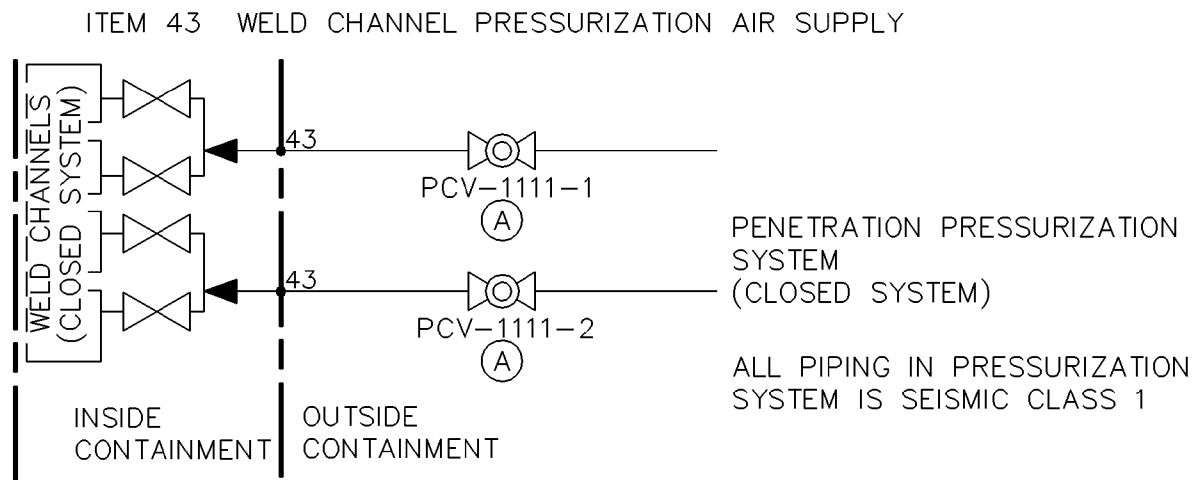 ITEM 43 WELD CHANNEL PRESSURIZATION AIR SUPPLY
WELD CHANNELS
(CLOSED SYSTEM)
43
PCV-1111-1
A
43
PCV-1111-2
A
PENETRATION PRESSURIZATION
SYSTEM
(CLOSED SYSTEM)
ALL PIPING IN PRESSURIZATION
SYSTEM IS SEISMIC CLASS 1
INSIDE
CONTAINMENT
OUTSIDE
CONTAINMENT